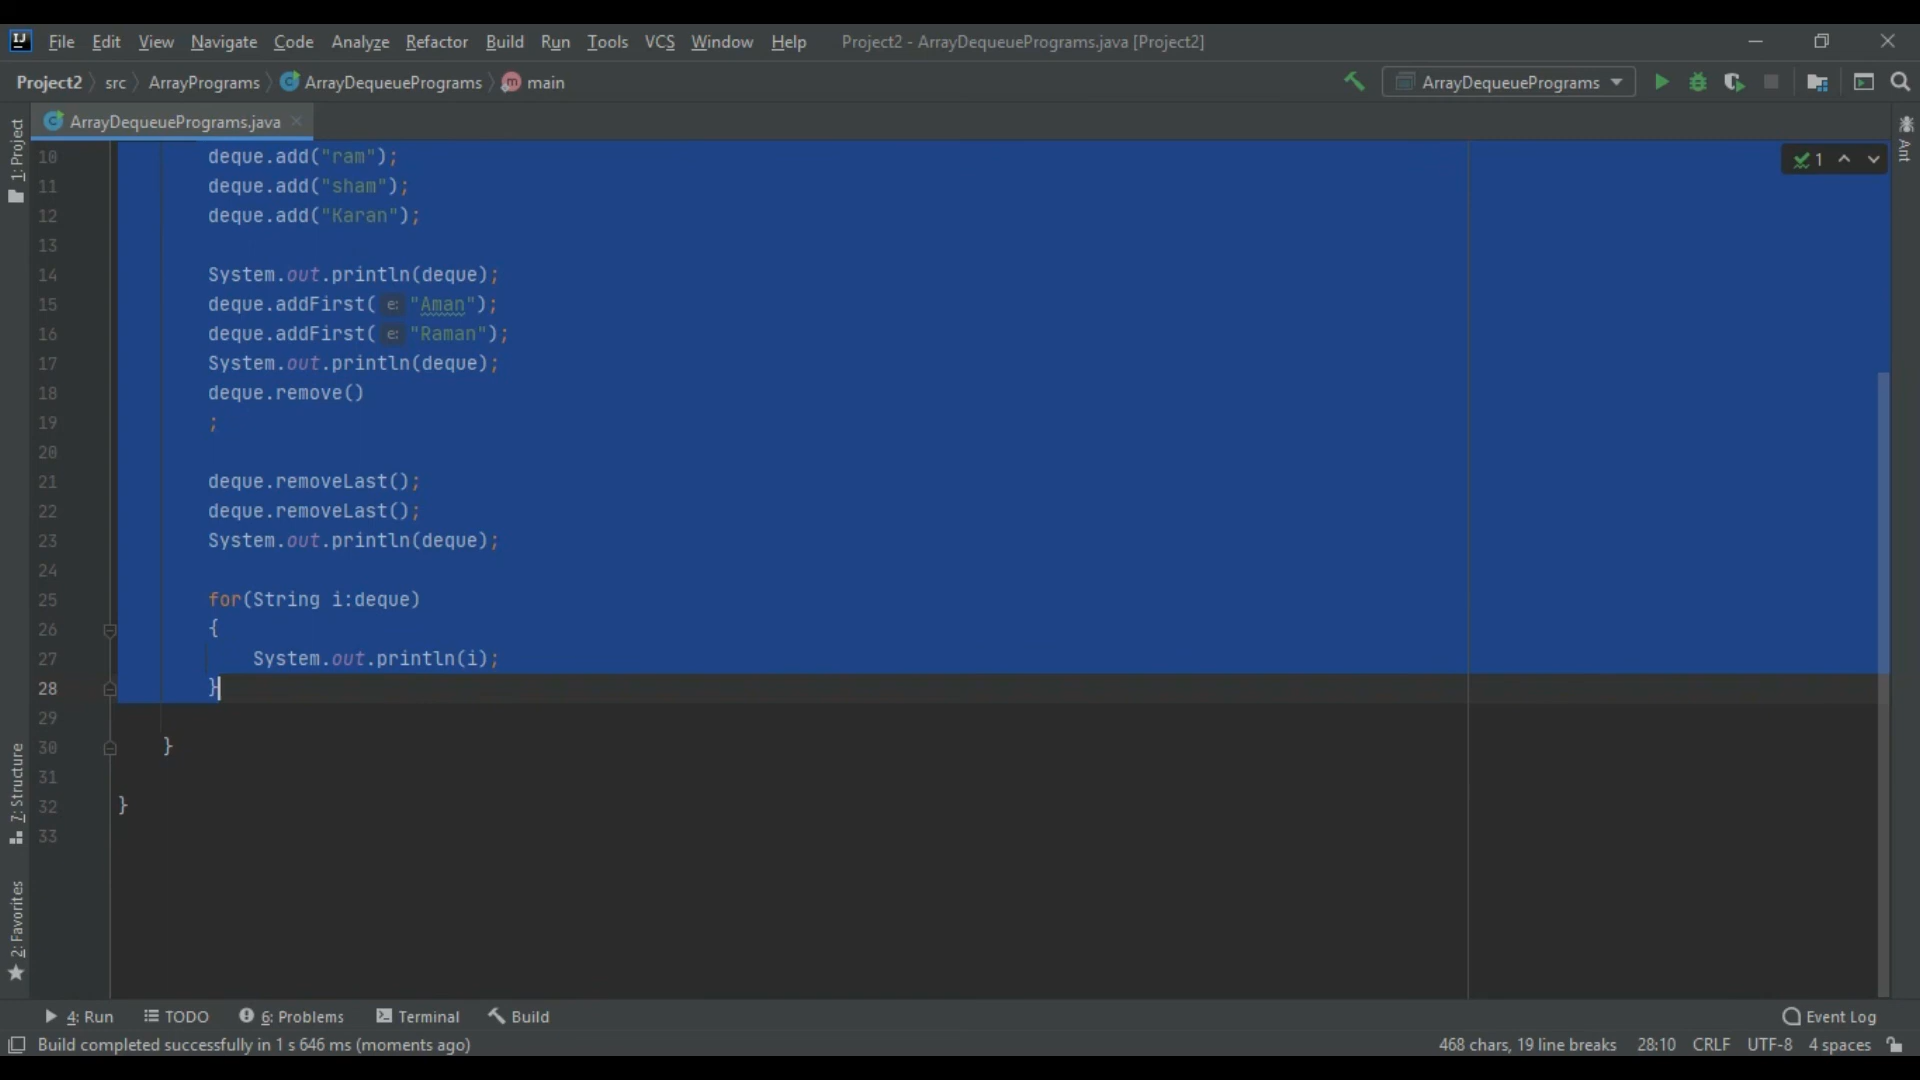 File Edit View Navigate Code Analyze Refactor Build Run Tools VCS Window Help Project2 - ArrayDequeuePrograms.java [Project2]
Project2 src ArrayPrograms ArrayDequeuePrograms main ArrayDequeuePrograms
ArrayDequeuePrograms.java
1: Project
Ant
1
10 deque.add("ram");
11 deque.add("sham");
12 deque.add("Karan");
13
14 System.out.println(deque);
15 deque.addFirst( e: "Aman");
16 deque.addFirst( e: "Raman");
17 System.out.println(deque);
18 deque.remove()
19 ;
20
21 deque.removeLast();
22 deque.removeLast();
23 System.out.println(deque);
24
25 for(String i:deque)
26 {
27 System.out.println(i);
28 }
29
30 }
31
32 }
33
7: Structure
2: Favorites
4: Run TODO 6: Problems Terminal Build Event Log
Build completed successfully in 1 s 646 ms (moments ago) 468 chars, 19 line breaks 28:10 CRLF UTF-8 4 spaces